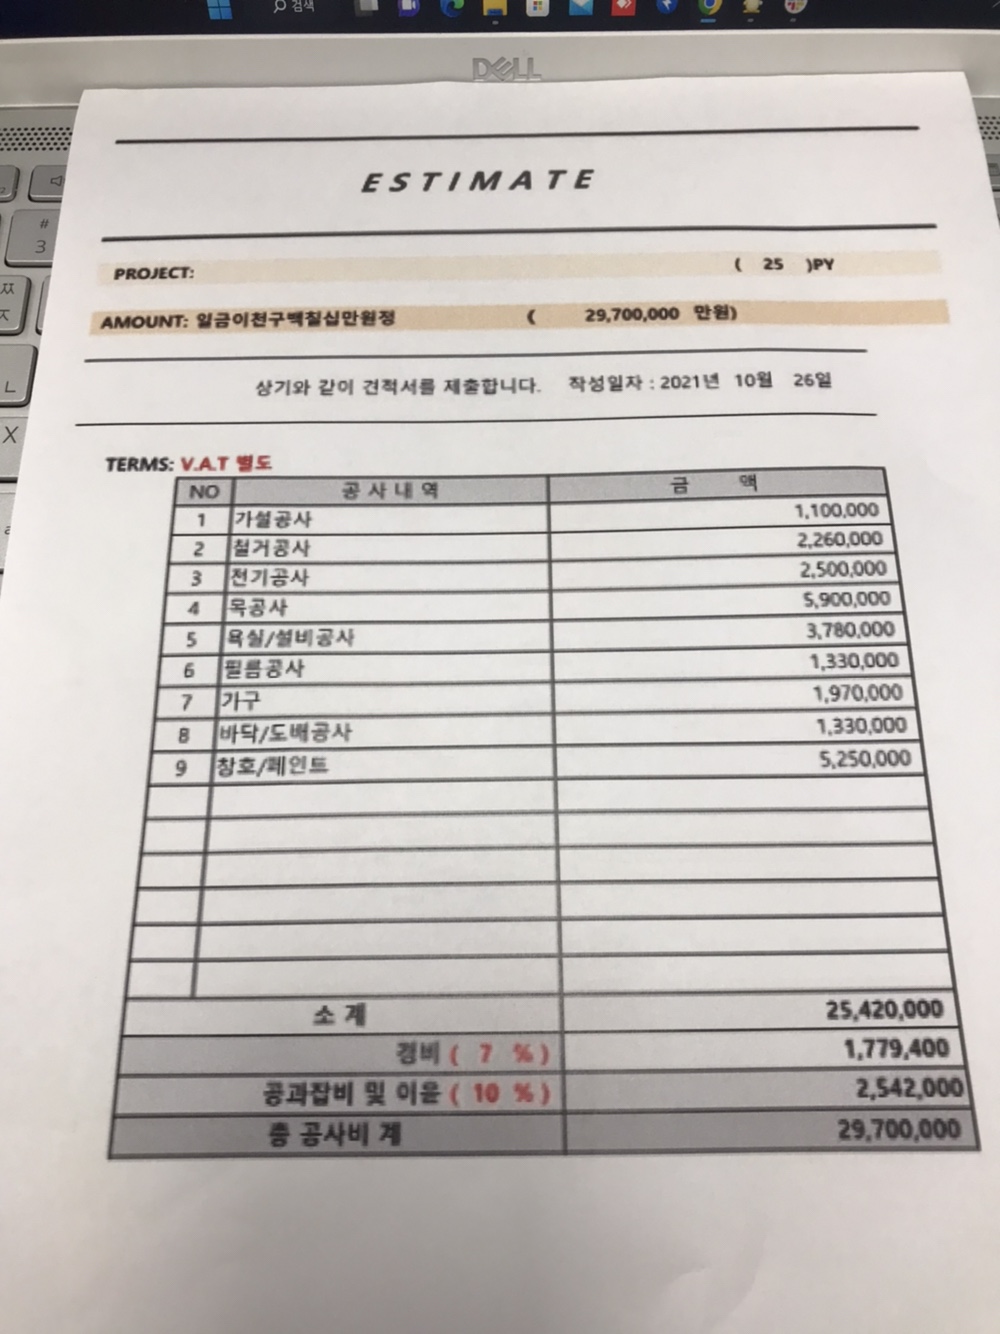 검색
DELL
#
3
ㅉ
ㅈ
ㄴ
X
ESTIMATE
PROJECT: ( 25 )PY
AMOUNT: 일금이천구백칠십만원정 ( 29,700,000 만원)
상기와 같이 견적서를 제출합니다. 작성일자 : 2021년 10월 26일
TERMS: V.A.T 별도
NO 공 사 내 역 금 액
1 가설공사 1,100,000
2 철거공사 2,260,000
3 전기공사 2,500,000
4 목공사 5,900,000
5 욕실/설비공사 3,780,000
6 필름공사 1,330,000
7 가구 1,970,000
8 바닥/도배공사 1,330,000
9 창호/페인트 5,250,000
소 계 25,420,000
경비 ( 7 % ) 1,779,400
공과잡비 및 이윤 ( 10 % ) 2,542,000
총 공사비 계 29,700,000